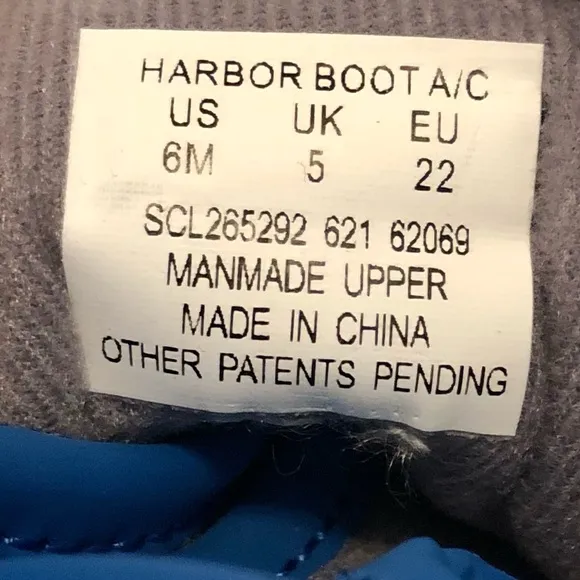 HARBOR BOOT A/C
US UK EU
6M 5 22
SCL265292 621 62069
MANMADE UPPER
MADE IN CHINA
OTHER PATENTS PENDING